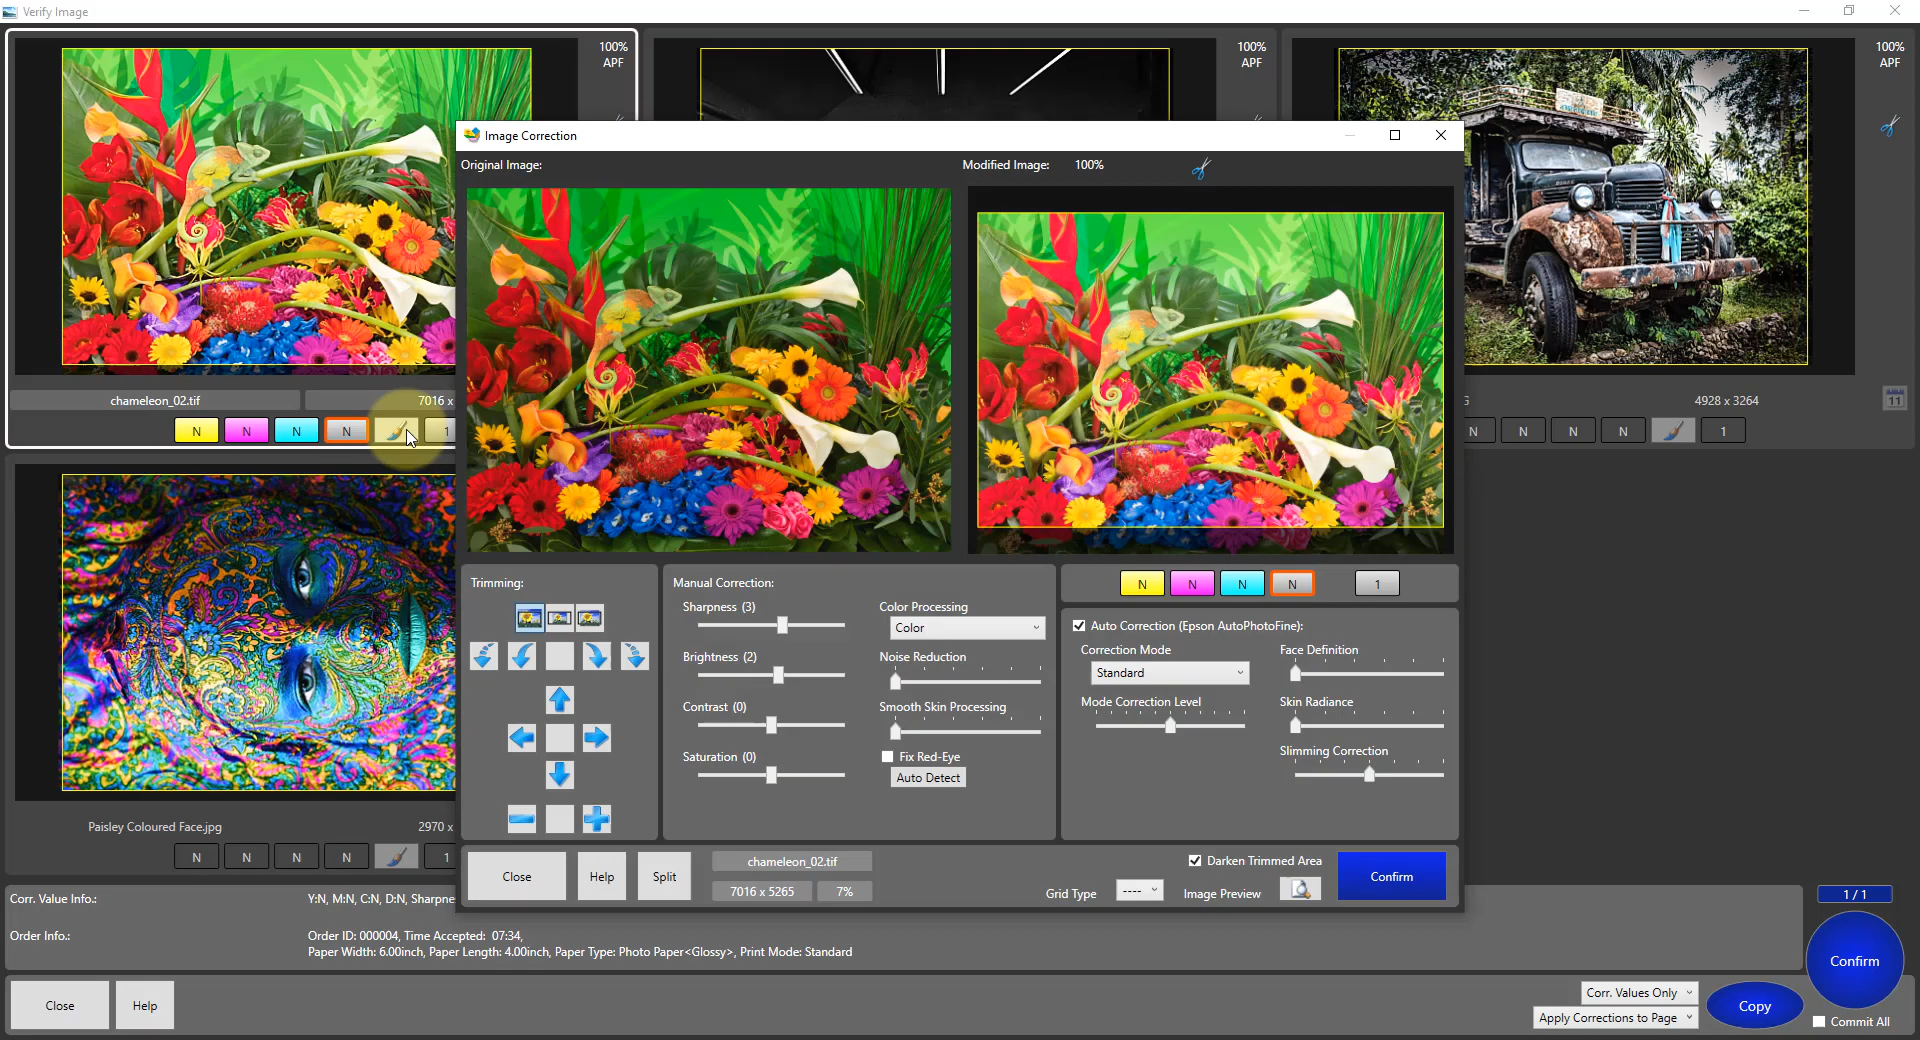 Verify Image
100%
APF
100%
APF
100%
APF
chameleon_02.tif
7016 x
N N N N 1
4928 x 3264
11
N N N N 1
Paisley Coloured Face.jpg
2970 x
N N N N 1
Image Correction
Original Image:
Modified Image: 100%
Trimming:
Manual Correction:
Sharpness (3)
Brightness (2)
Contrast (0)
Saturation (0)
Color Processing
Color
Noise Reduction
Smooth Skin Processing
Fix Red-Eye
Auto Detect
N N N N 1
Auto Correction (Epson AutoPhotoFine):
Correction Mode
Standard
Mode Correction Level
Face Definition
Skin Radiance
Slimming Correction
Close
Help
Split
chameleon_02.tif
7016 x 5265 7%
Grid Type ----
Darken Trimmed Area
Image Preview
Confirm
Corr. Value Info.: Y:N, M:N, C:N, D:N, Sharpne
Order Info.: Order ID: 000004, Time Accepted: 07:34,
Paper Width: 6.00inch, Paper Length: 4.00inch, Paper Type: Photo Paper<Glossy>, Print Mode: Standard
1 / 1
Confirm
Close
Help
Corr. Values Only
Apply Corrections to Page
Copy
Commit All